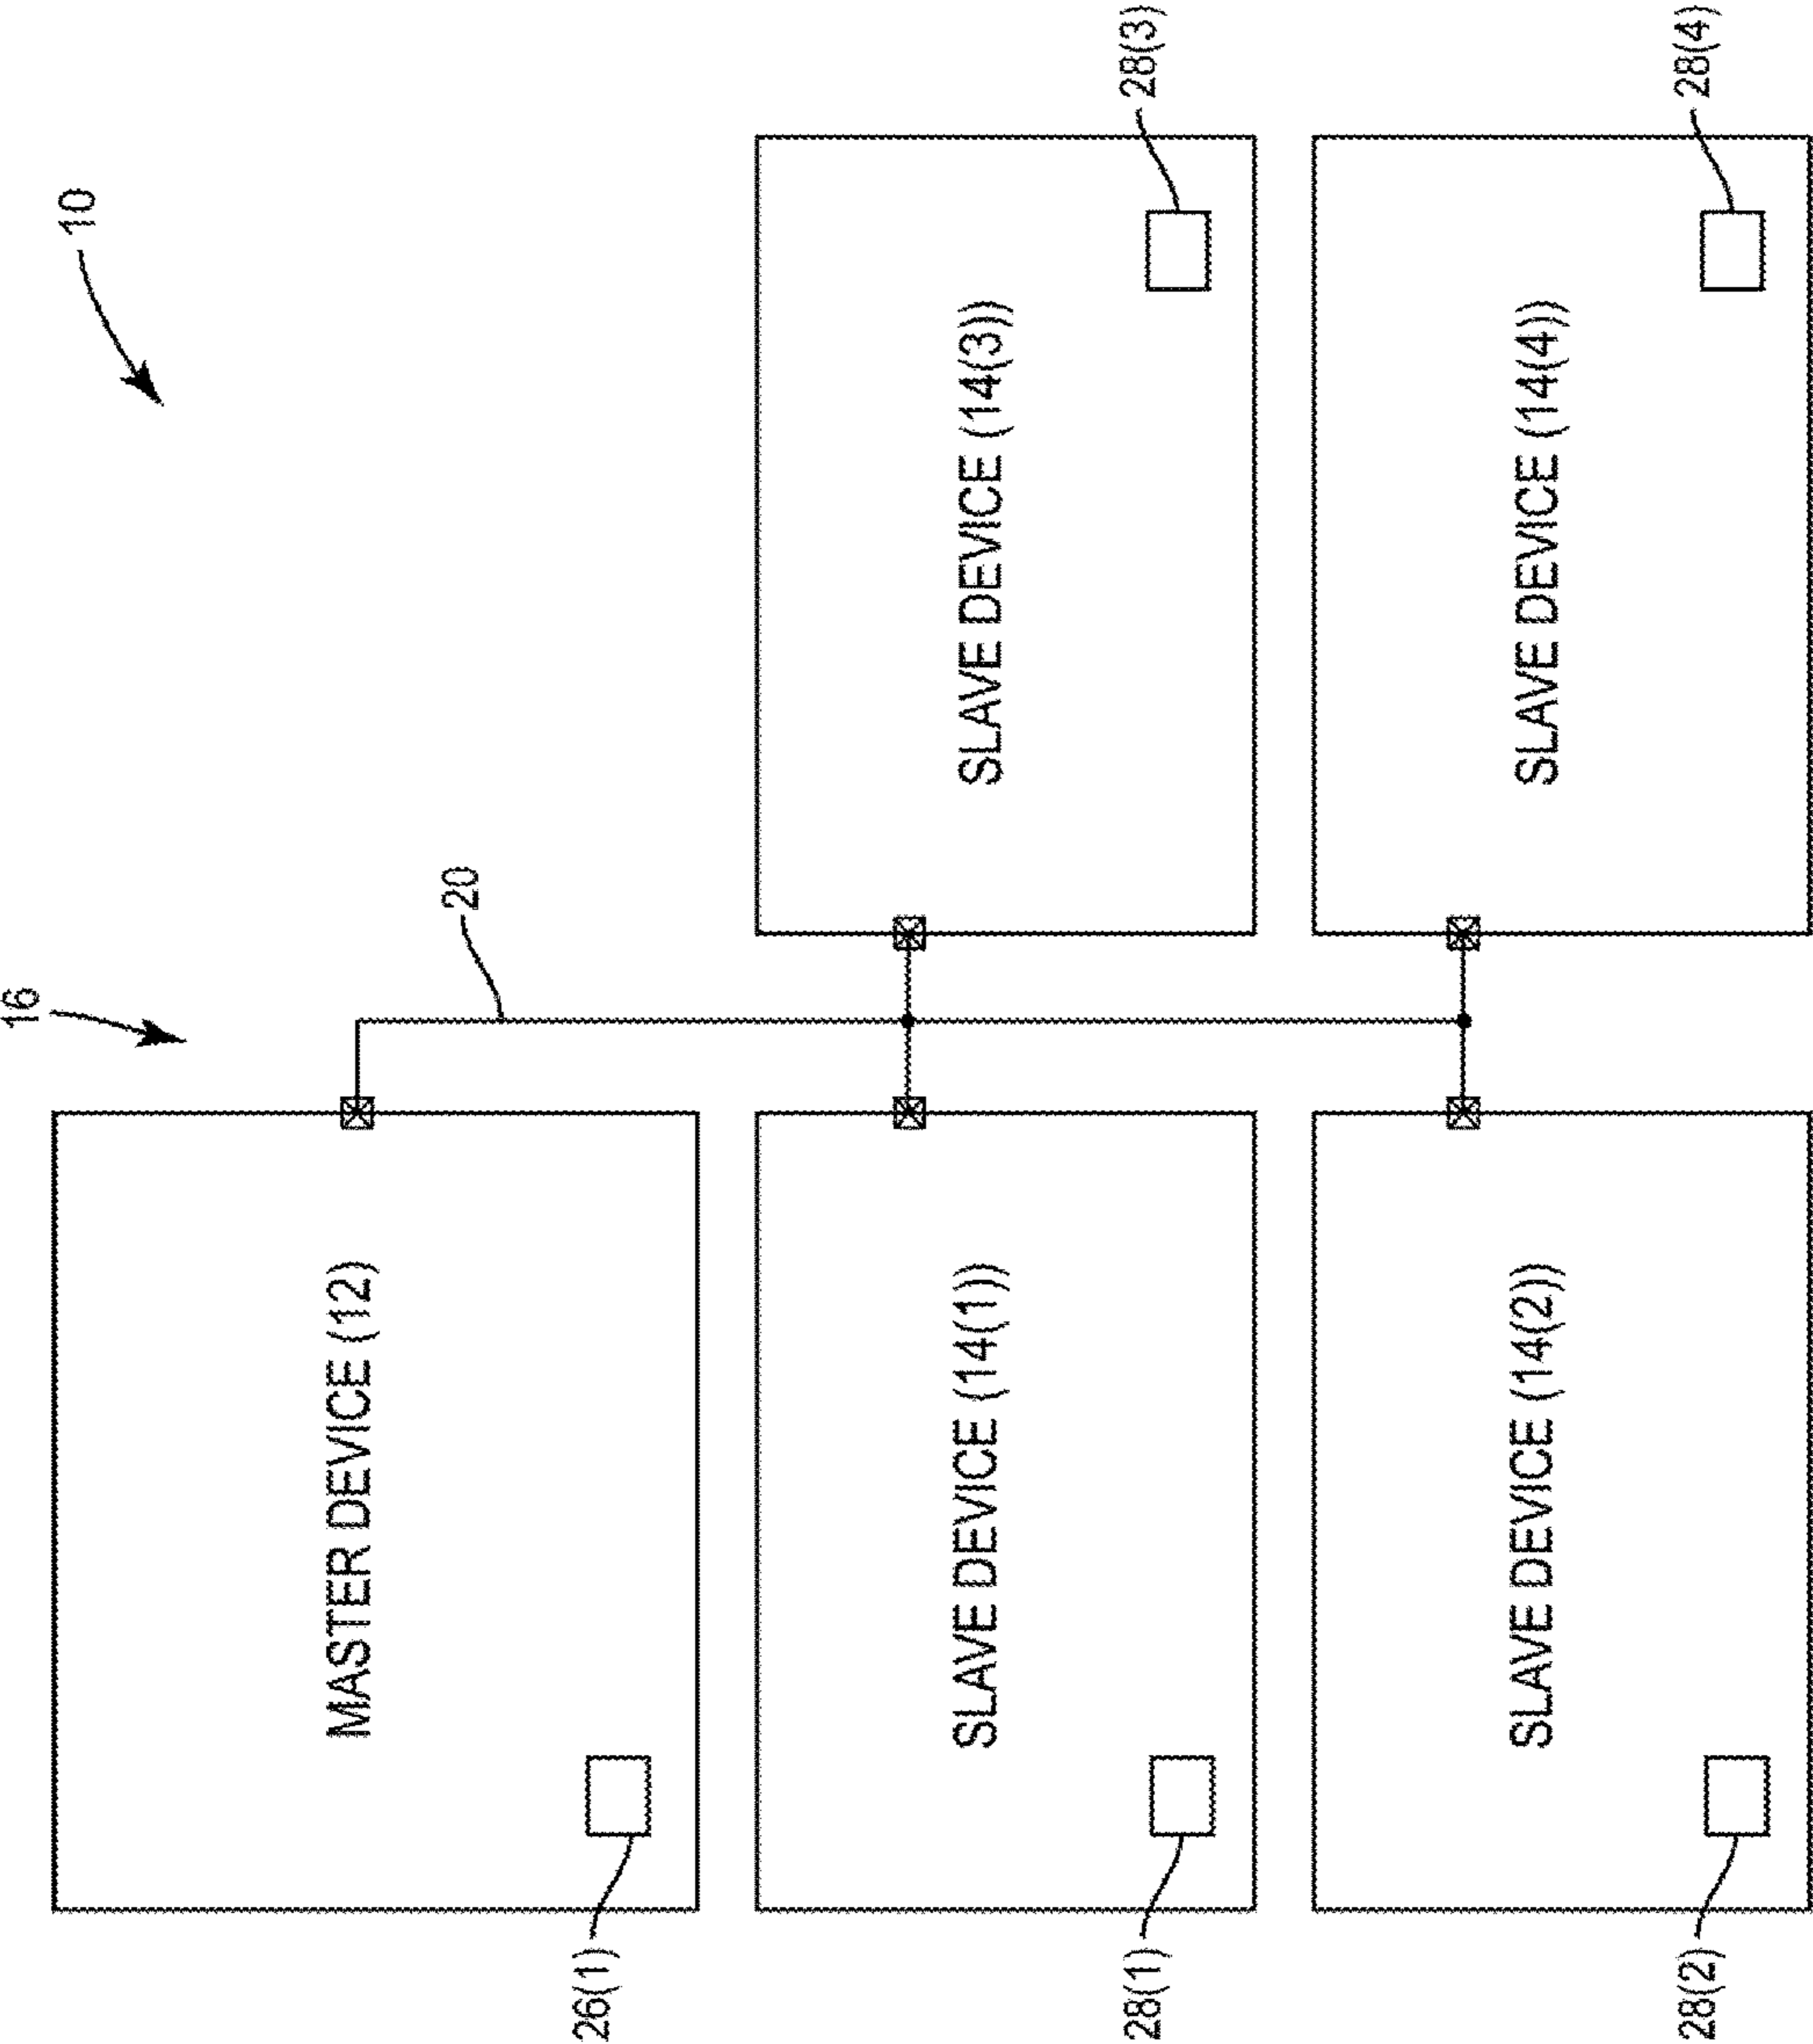 10
16
20
MASTER DEVICE (12)
26(1)
SLAVE DEVICE (14(1))
28(1)
SLAVE DEVICE (14(3))
28(3)
SLAVE DEVICE (14(2))
28(2)
SLAVE DEVICE (14(4))
28(4)